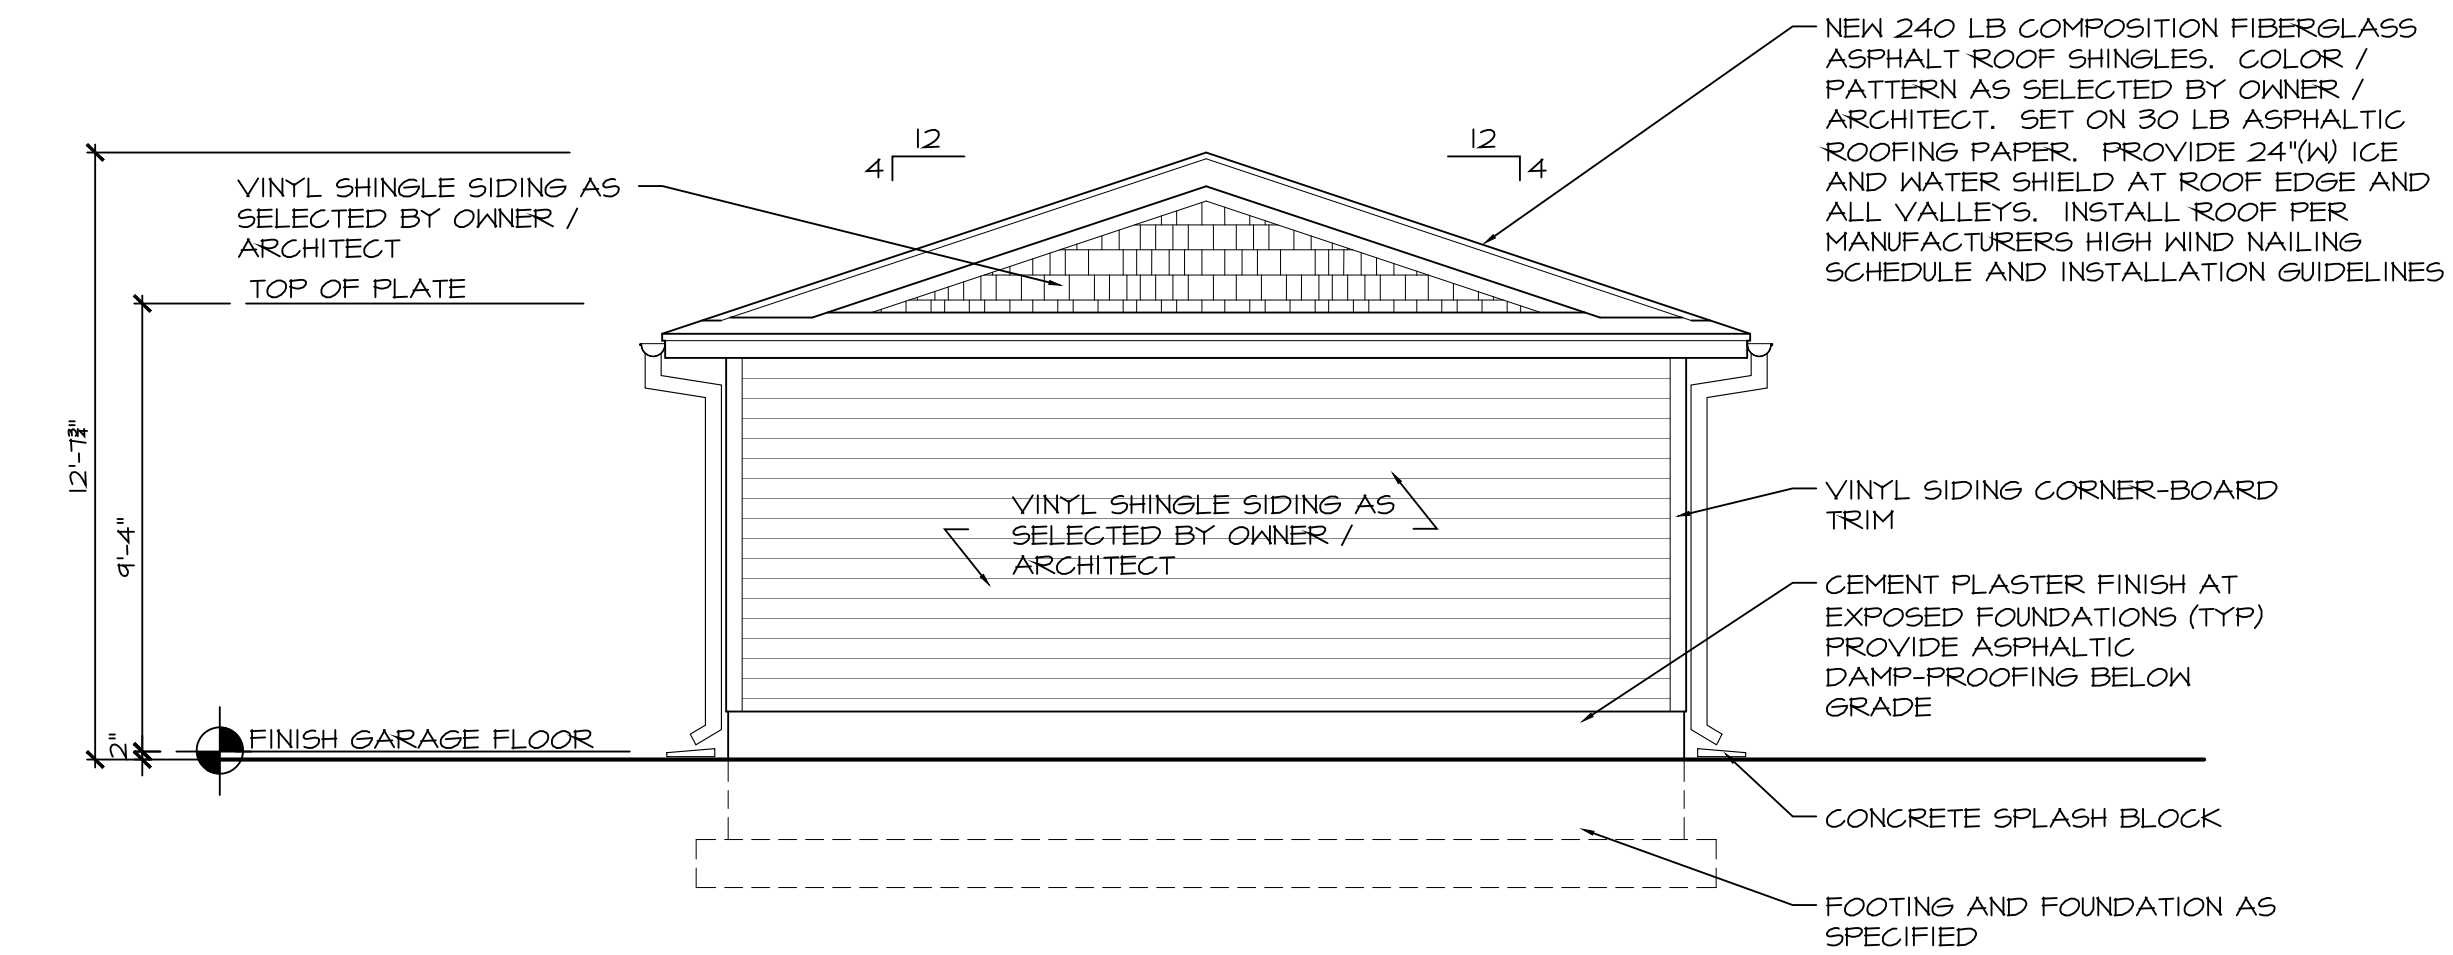 NEW 240 LB COMPOSITION FIBERGLASS
ASPHALT ROOF SHINGLES. COLOR /
PATTERN AS SELECTED BY OWNER /
ARCHITECT. SET ON 30 LB ASPHALTIC
ROOFING PAPER. PROVIDE 24"(W) ICE
AND WATER SHIELD AT ROOF EDGE AND
ALL VALLEYS. INSTALL ROOF PER
MANUFACTURERS HIGH WIND NAILING
SCHEDULE AND INSTALLATION GUIDELINES
12
4
12
4
VINYL SHINGLE SIDING AS
SELECTED BY OWNER /
ARCHITECT
TOP OF PLATE
12'-7¾"
9'-4"
2"
VINYL SHINGLE SIDING AS
SELECTED BY OWNER /
ARCHITECT
VINYL SIDING CORNER-BOARD
TRIM
CEMENT PLASTER FINISH AT
EXPOSED FOUNDATIONS (TYP)
PROVIDE ASPHALTIC
DAMP-PROOFING BELOW
GRADE
FINISH GARAGE FLOOR
CONCRETE SPLASH BLOCK
FOOTING AND FOUNDATION AS
SPECIFIED